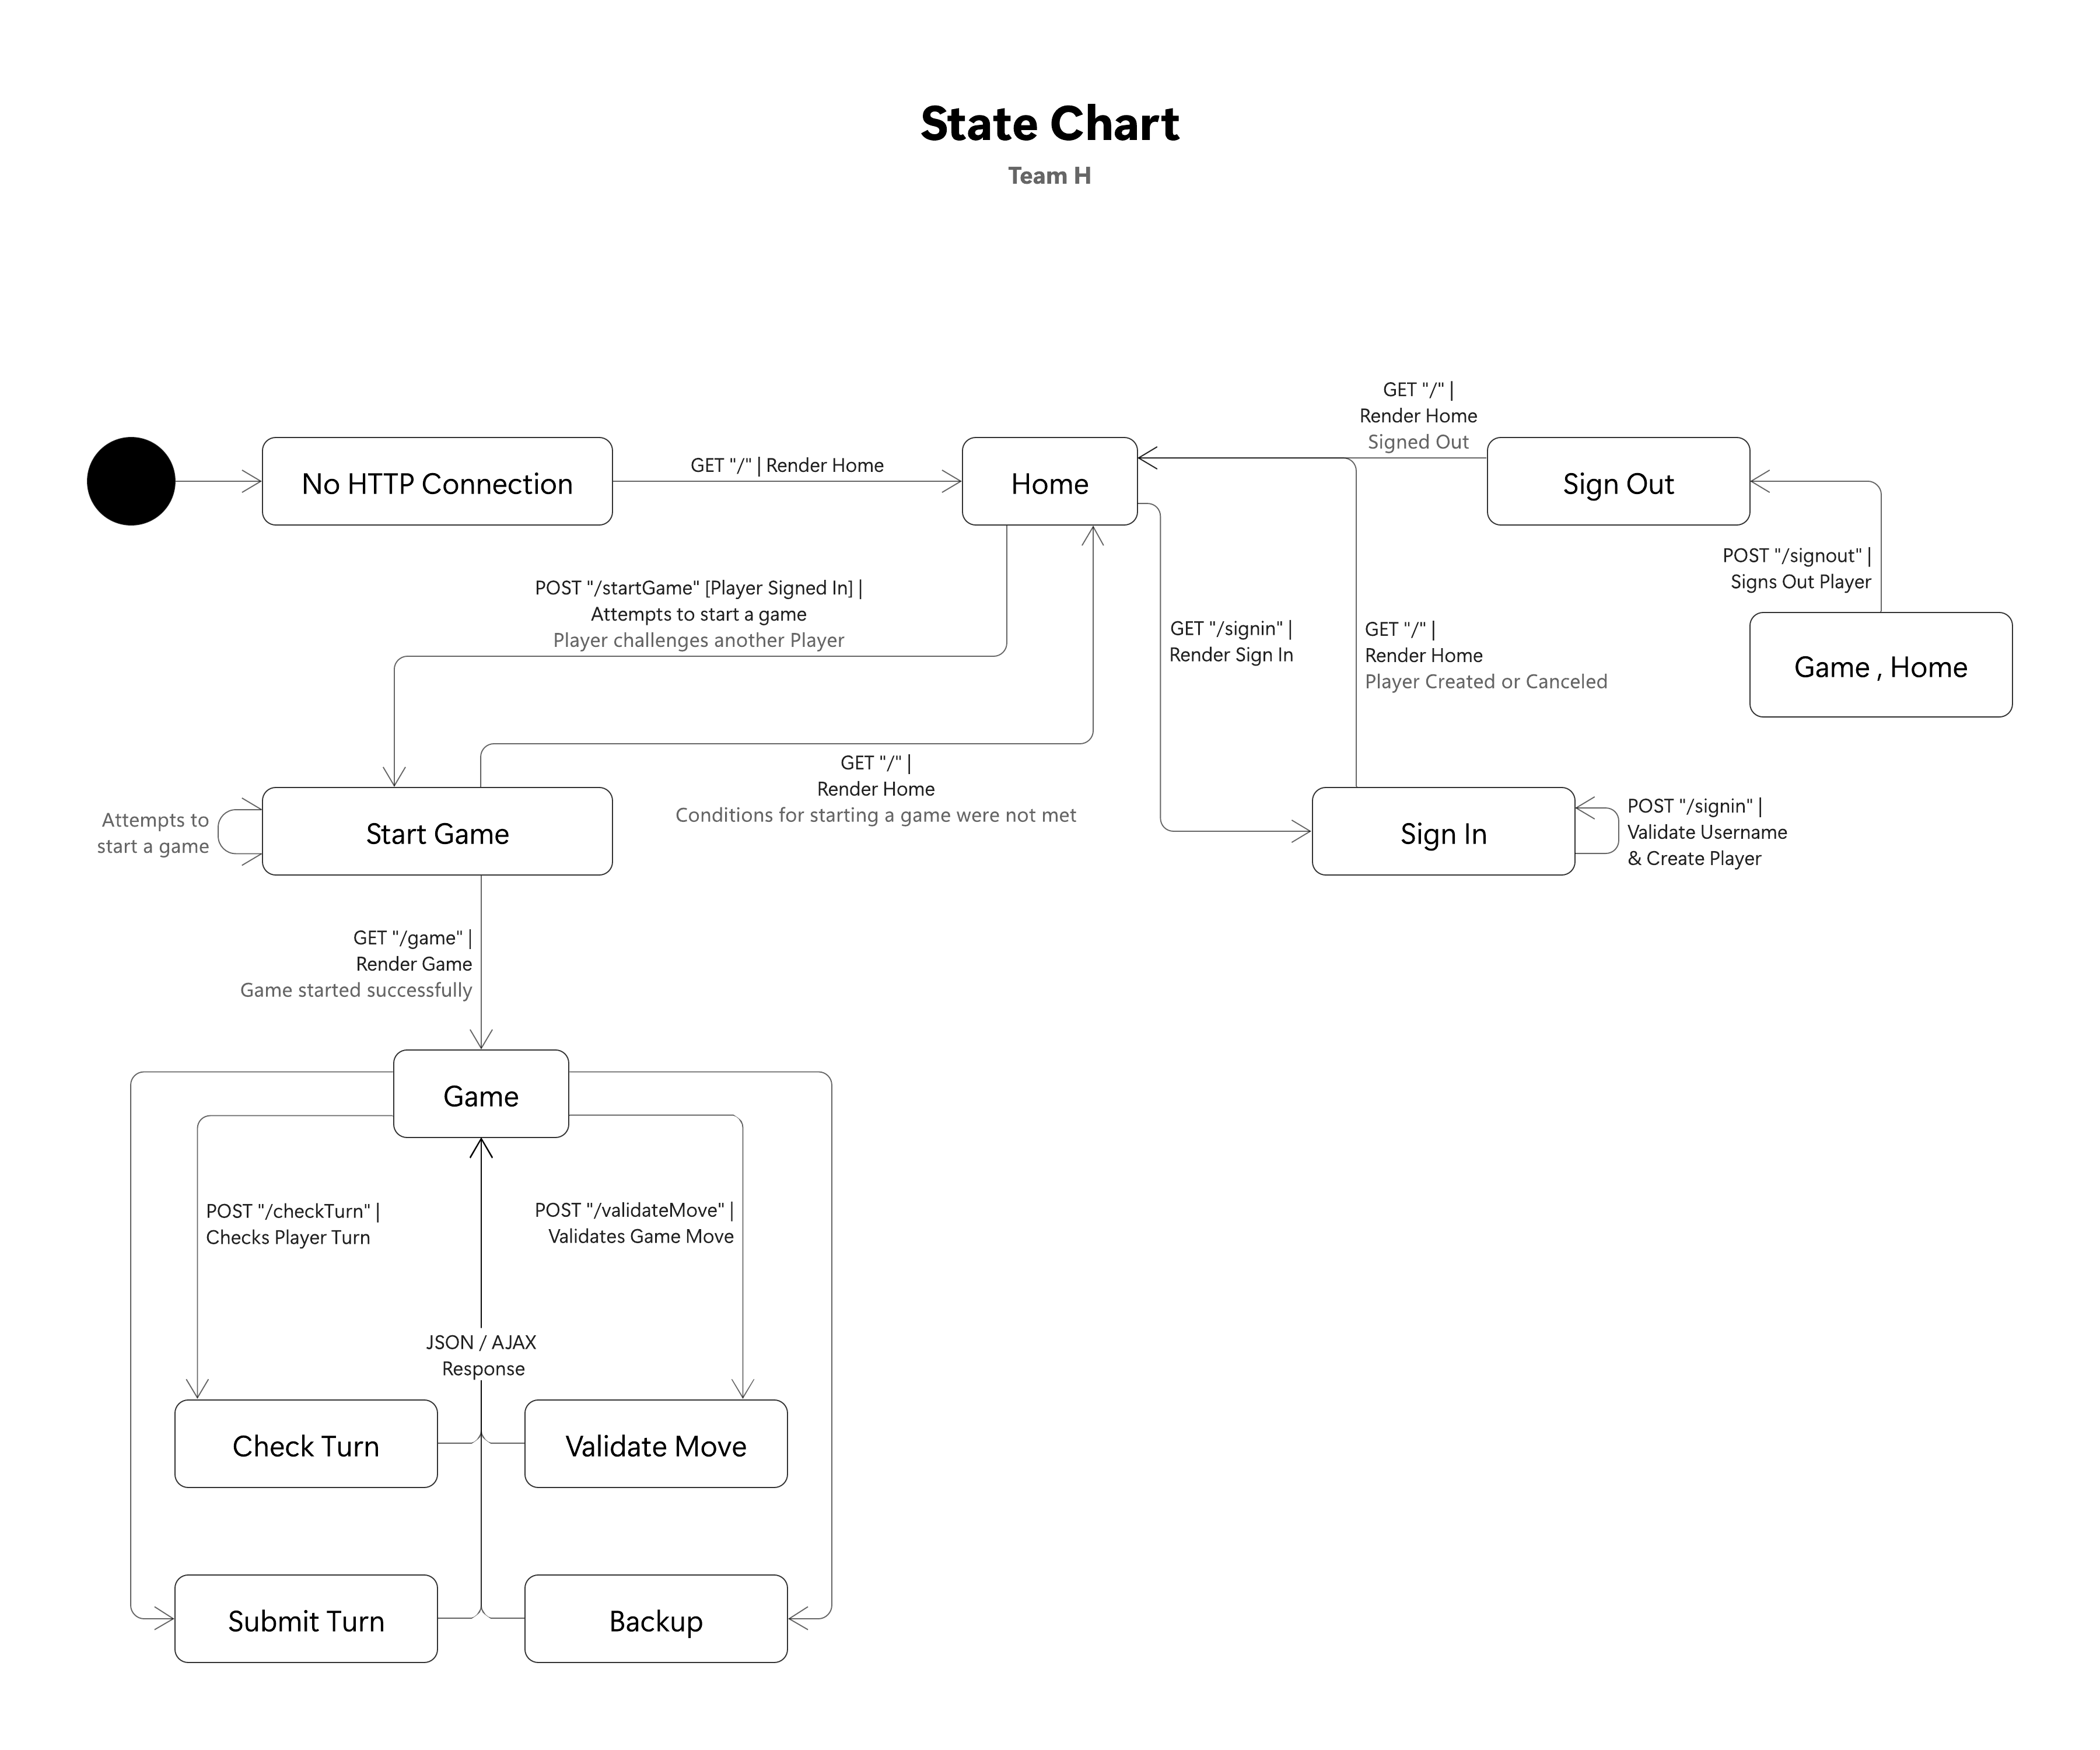 State Chart
Team H
GET "/" |
Render Home
Signed Out
No HTTP Connection
GET "/" | Render Home
Home
Sign Out
POST "/signout" |
Signs Out Player
POST "/startGame" [Player Signed In] |
Attempts to start a game
Player challenges another Player
GET "/signin" |
Render Sign In
GET "/" |
Render Home
Player Created or Canceled
Game , Home
GET "/" |
Render Home
Conditions for starting a game were not met
Attempts to
start a game
Start Game
Sign In
POST "/signin" |
Validate Username
& Create Player
GET "/game" |
Render Game
Game started successfully
Game
POST "/checkTurn" |
Checks Player Turn
POST "/validateMove" |
Validates Game Move
JSON / AJAX
Response
Check Turn
Validate Move
Submit Turn
Backup